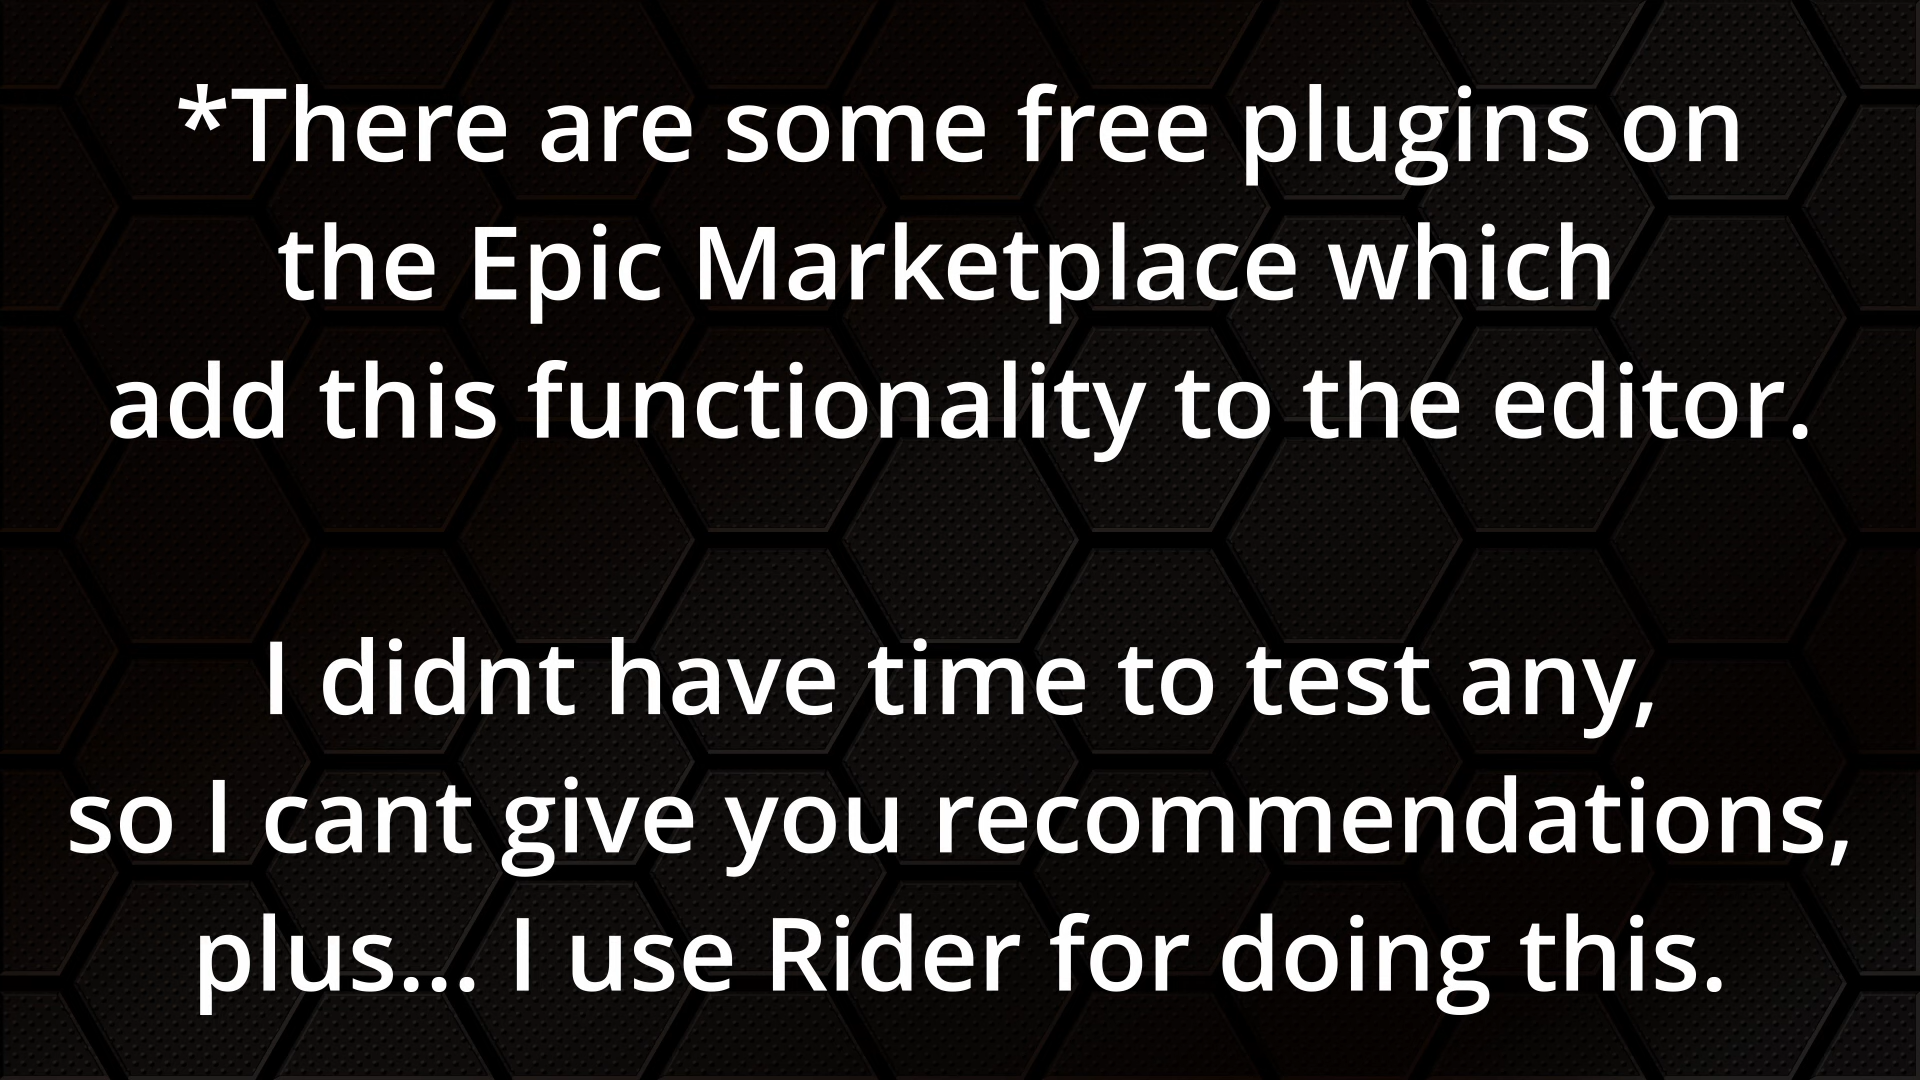 *There are some free plugins on
the Epic Marketplace which
add this functionality to the editor.
I didnt have time to test any,
so I cant give you recommendations,
plus... I use Rider for doing this.